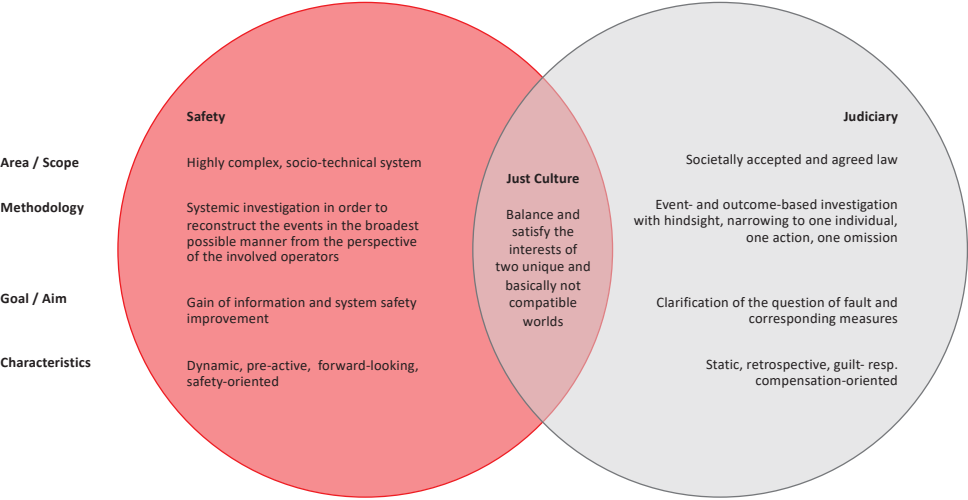 Safety
Judiciary
Area / Scope
Highly complex, socio-technical system
Societally accepted and agreed law
Just Culture
Balance and
satisfy the
interests of
two unique and
basically not
compatible
worlds
Methodology
Systemic investigation in order to
reconstruct the events in the broadest
possible manner from the perspective
of the involved operators
Event- and outcome-based investigation
with hindsight, narrowing to one individual,
one action, one omission
Goal / Aim
Gain of information and system safety
improvement
Clarification of the question of fault and
corresponding measures
Characteristics
Dynamic, pre-active, forward-looking,
safety-oriented
Static, retrospective, guilt- resp.
compensation-oriented